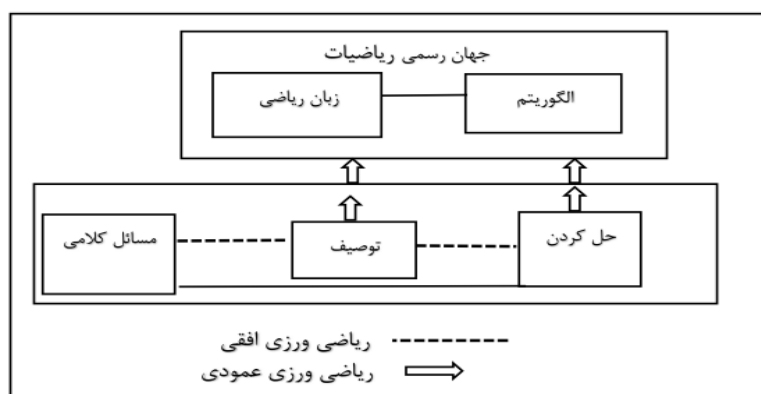 جهان رسمی ریاضیات
الگوریتم
زبان ریاضی
حل کردن
توصیف
مسائل کلامی
ریاضی ورزی افقی
ریاضی ورزی عمودی